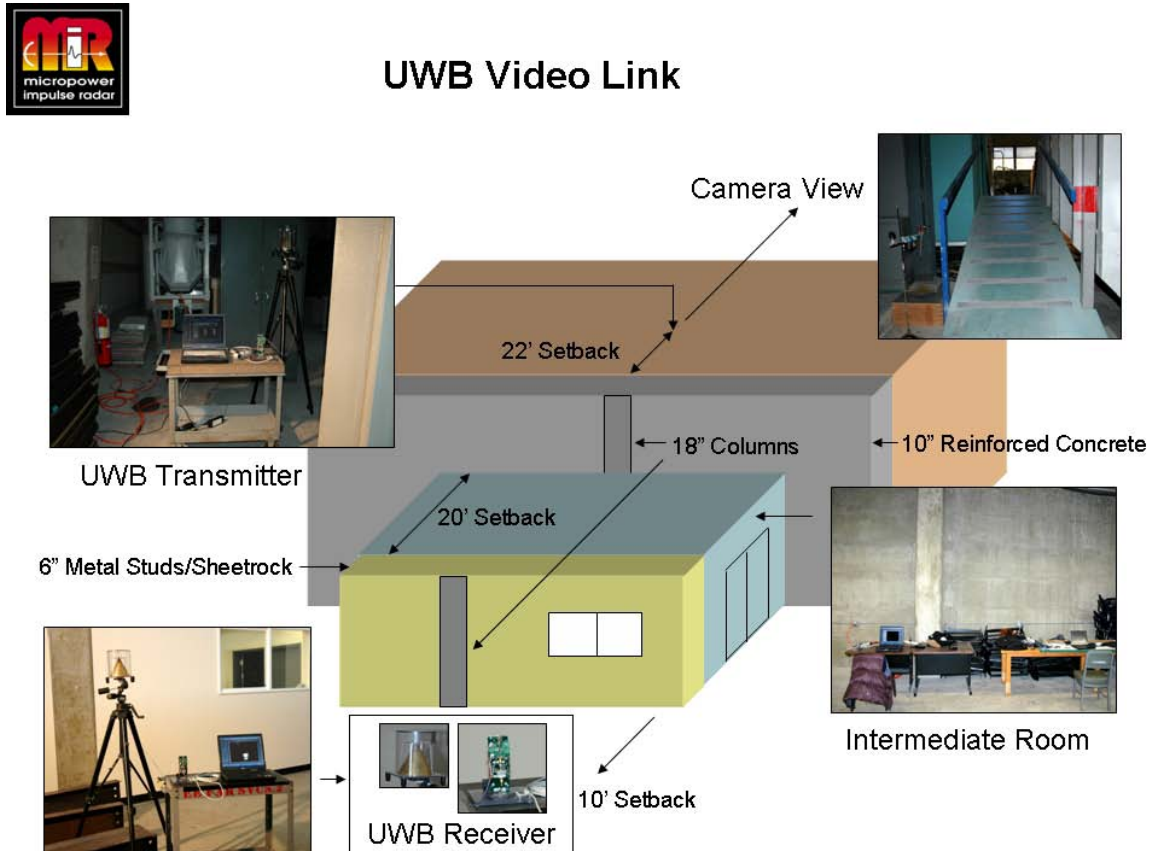 MiR
micropower
impulse radar
UWB Video Link
Camera View
22’ Setback
18” Columns
10” Reinforced Concrete
UWB Transmitter
20’ Setback
6” Metal Studs/Sheetrock
Intermediate Room
10’ Setback
UWB Receiver